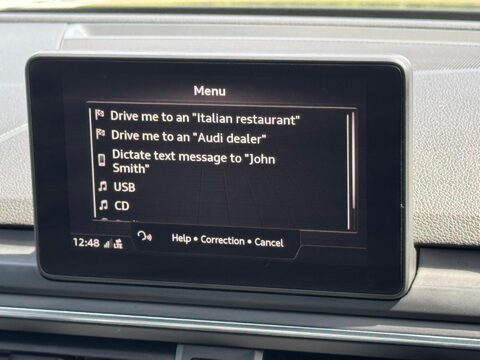 Menu
Drive me to an "Italian restaurant"
Drive me to an "Audi dealer"
Dictate text message to "John
Smith"
USB
CD
Help • Correction • Cancel
12:48 LTE